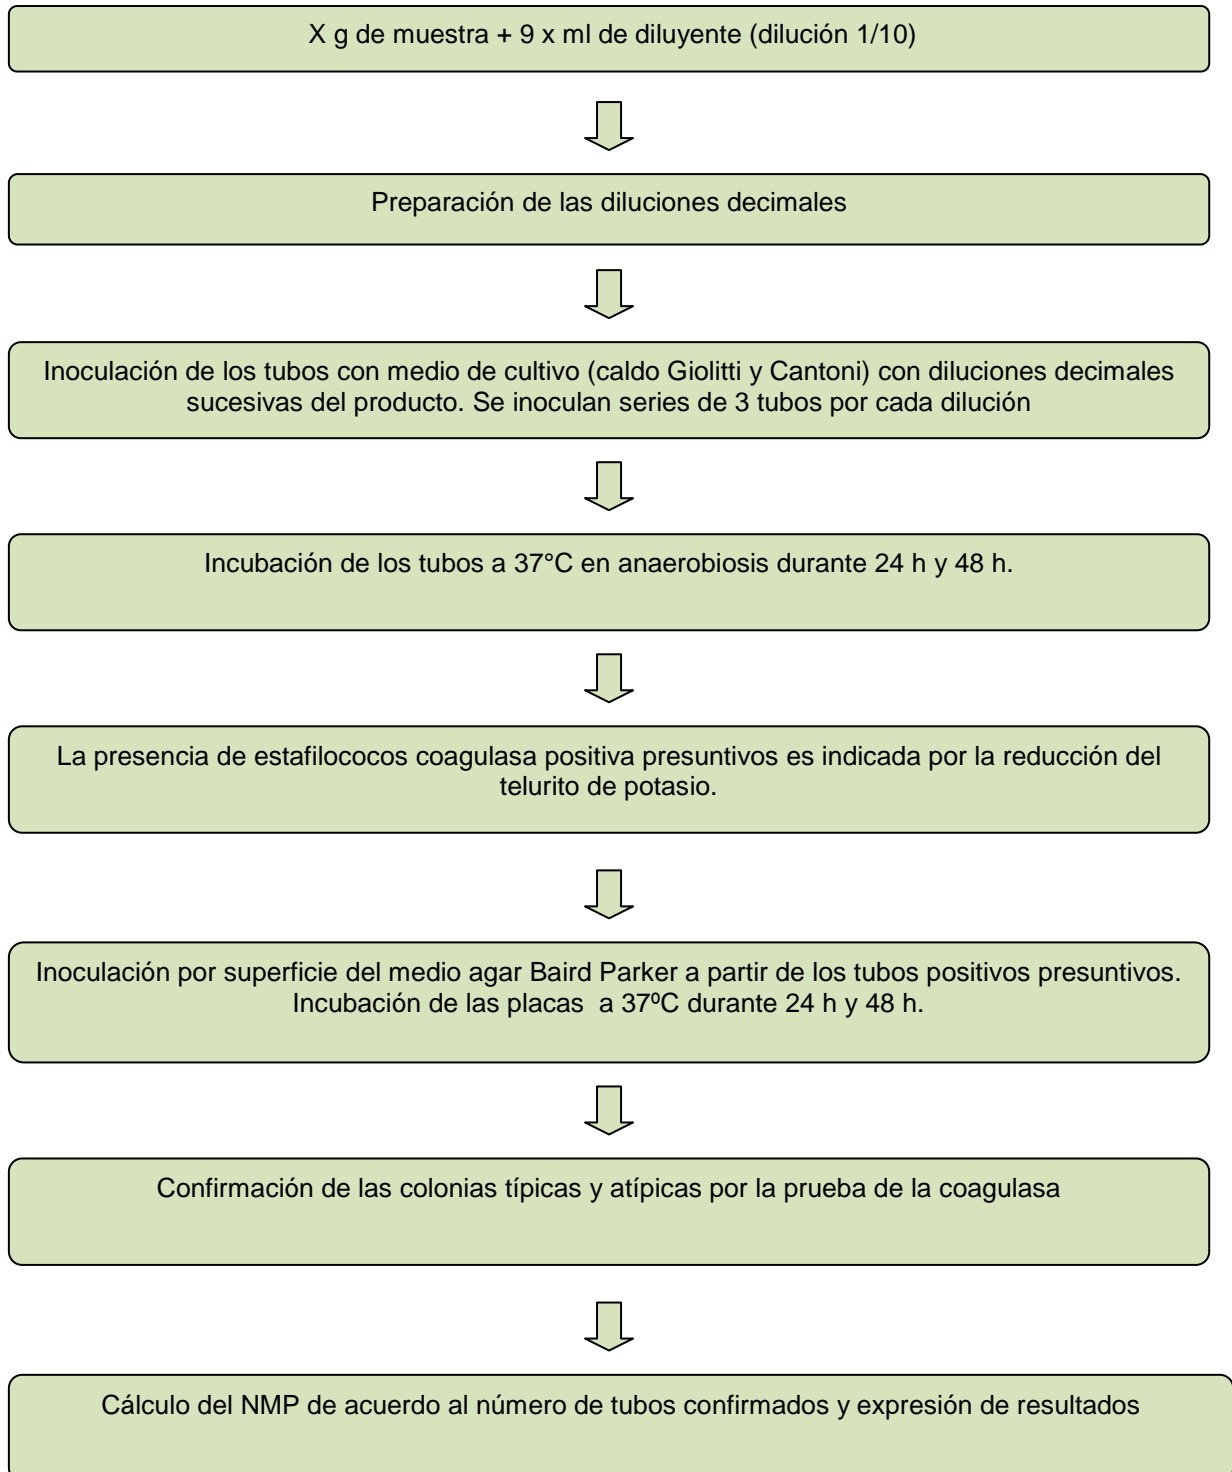 X g de muestra + 9 x ml de diluyente (dilución 1/10)
Preparación de las diluciones decimales
Inoculación de los tubos con medio de cultivo (caldo Giolitti y Cantoni) con diluciones decimales
sucesivas del producto. Se inoculan series de 3 tubos por cada dilución
Incubación de los tubos a 37°C en anaerobiosis durante 24 h y 48 h.
La presencia de estafilococos coagulasa positiva presuntivos es indicada por la reducción del
telurito de potasio.
Inoculación por superficie del medio agar Baird Parker a partir de los tubos positivos presuntivos.
Incubación de las placas  a 37ºC durante 24 h y 48 h.
Confirmación de las colonias típicas y atípicas por la prueba de la coagulasa
Cálculo del NMP de acuerdo al número de tubos confirmados y expresión de resultados